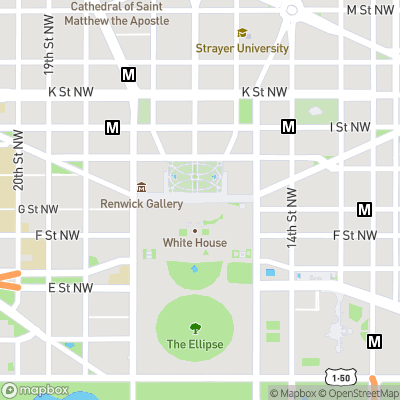 Cathedral of Saint
Matthew the Apostle
M St NW
Strayer University
19th St NW
M
K St NW
K St NW
M
M
I St NW
20th St NW
Renwick Gallery
G St NW
M
14th St NW
F St NW
White House
F St NW
E St NW
The Ellipse
M
1-50
mapbox
© Mapbox © OpenStreetMap